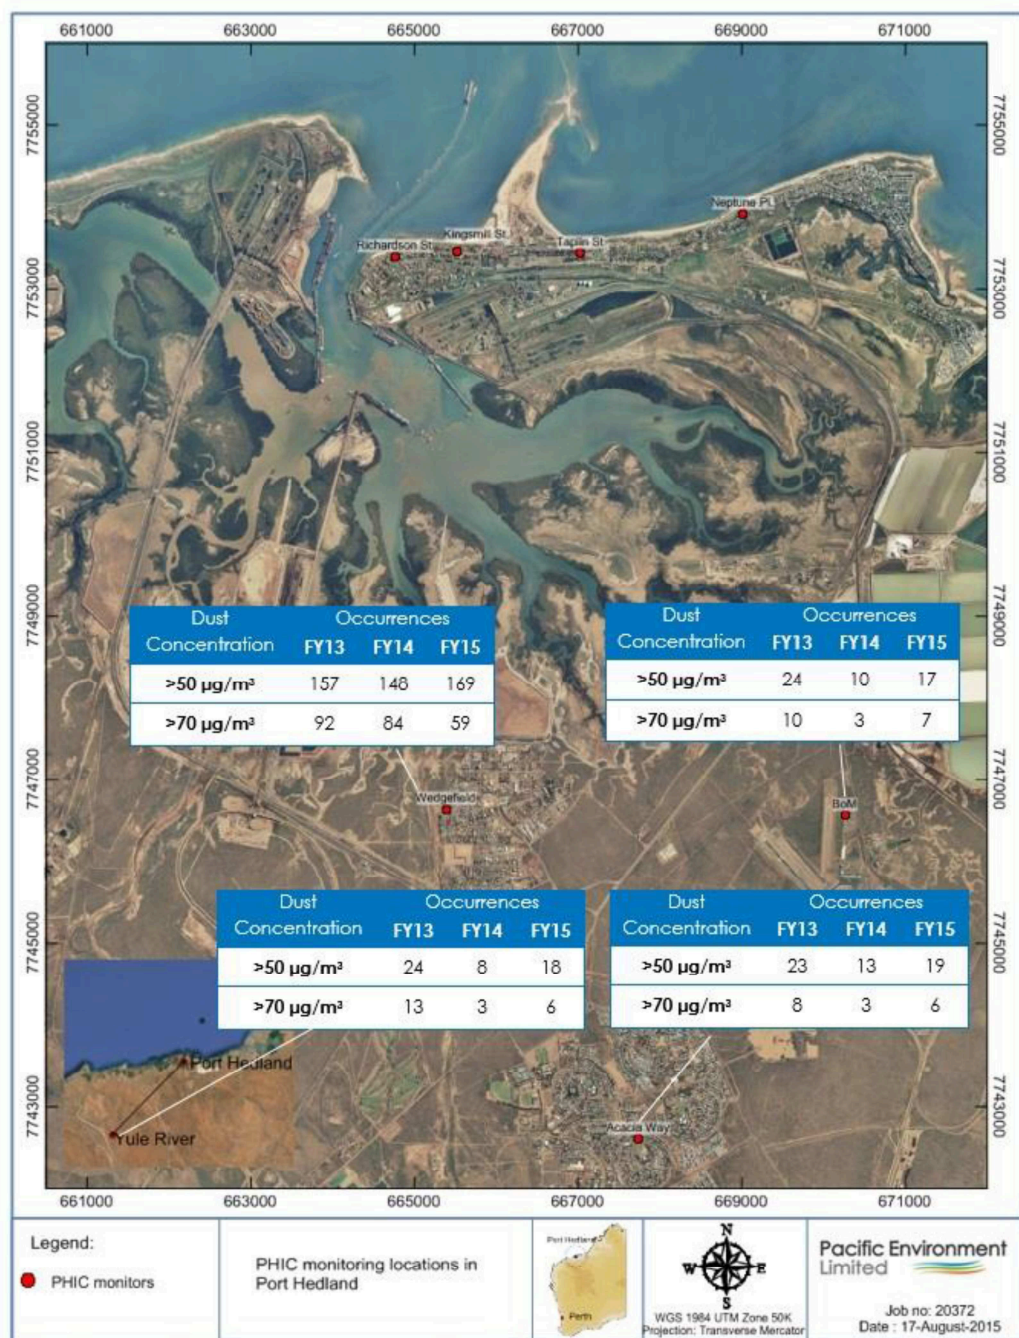 661000 663000 665000 667000 669000 671000
7755000 7755000
Neptune Pl.
Kingsmill St.
Richardson St.
Taplin St.
7753000 7753000
7751000 7751000
7749000 7749000
Dust Concentration Occurrences
FY13 FY14 FY15
>50 µg/m³ 157 148 169
>70 µg/m³ 92 84 59
Dust Concentration Occurrences
FY13 FY14 FY15
>50 µg/m³ 24 10 17
>70 µg/m³ 10 3 7
7747000 7747000
Wedgefield
BoM
Dust Concentration Occurrences
FY13 FY14 FY15
>50 µg/m³ 24 8 18
>70 µg/m³ 13 3 6
Dust Concentration Occurrences
FY13 FY14 FY15
>50 µg/m³ 23 13 19
>70 µg/m³ 8 3 6
7745000 7745000
Port Hedland
Yule River
7743000 7743000
Acacia Way
661000 663000 665000 667000 669000 671000
Legend:
PHIC monitors
PHIC monitoring locations in
Port Hedland
Port Hedland
Perth
N
W E
S
WGS 1984 UTM Zone 50K
Projection: Transverse Mercator
Pacific Environment
Limited
Job no: 20372
Date : 17-August-2015